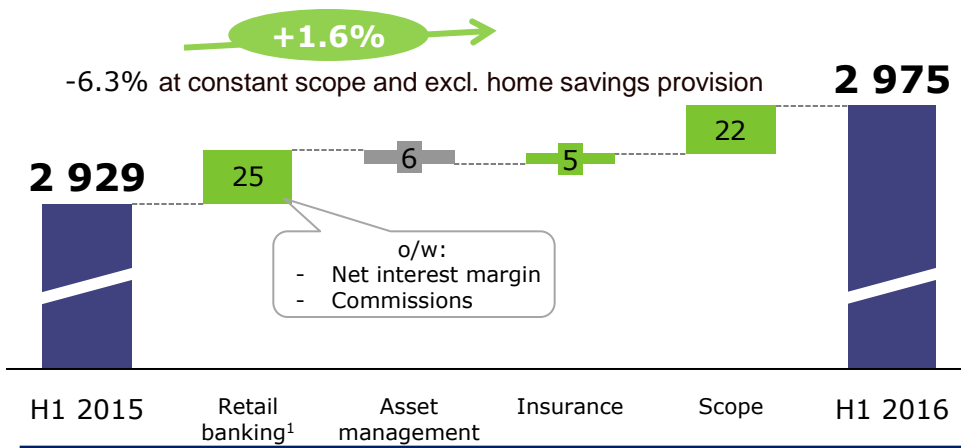 +1.6%
-6.3% at constant scope and excl. home savings provision
2 975
2 929
25
6
5
22
o/w:
- Net interest margin
- Commissions
H1 2015
Retail
banking¹
Asset
management
Insurance
Scope
H1 2016